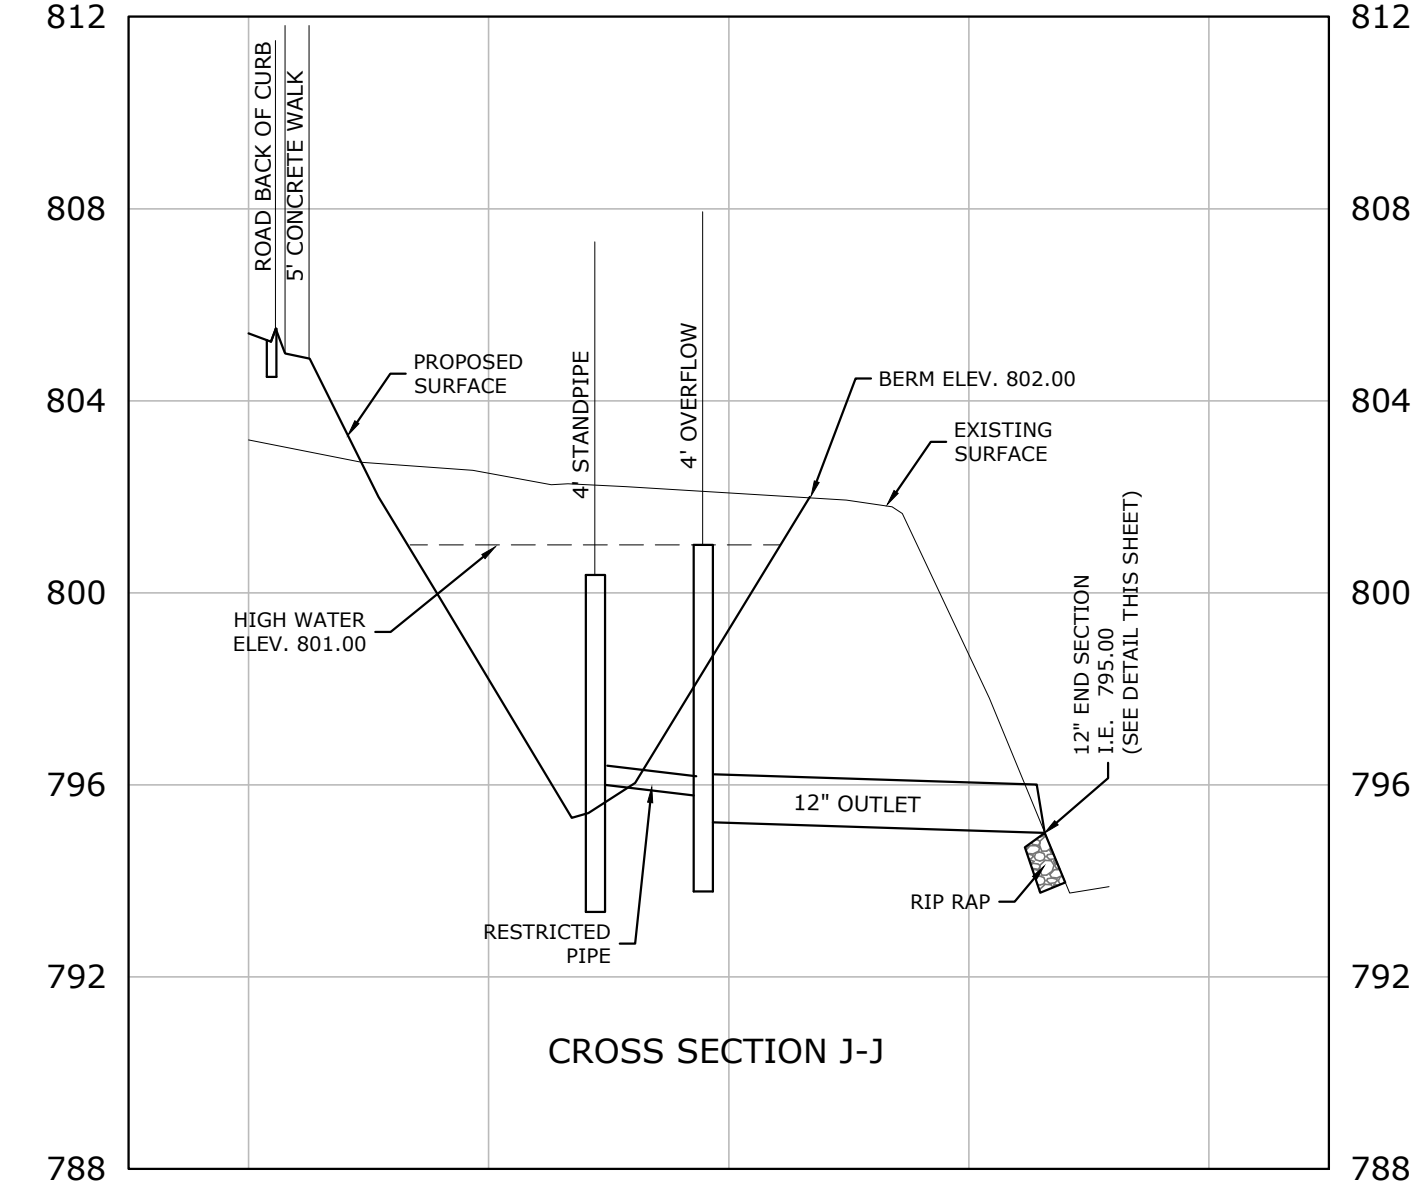 812
812
ROAD BACK OF CURB
5' CONCRETE WALK
808
808
PROPOSED
SURFACE
4' STANDPIPE
4' OVERFLOW
BERM ELEV. 802.00
804
804
EXISTING
SURFACE
HIGH WATER
ELEV. 801.00
800
800
12" END SECTION
I.E. 795.00
(SEE DETAIL THIS SHEET)
796
796
12" OUTLET
RIP RAP
RESTRICTED
PIPE
792
792
CROSS SECTION J-J
788
788